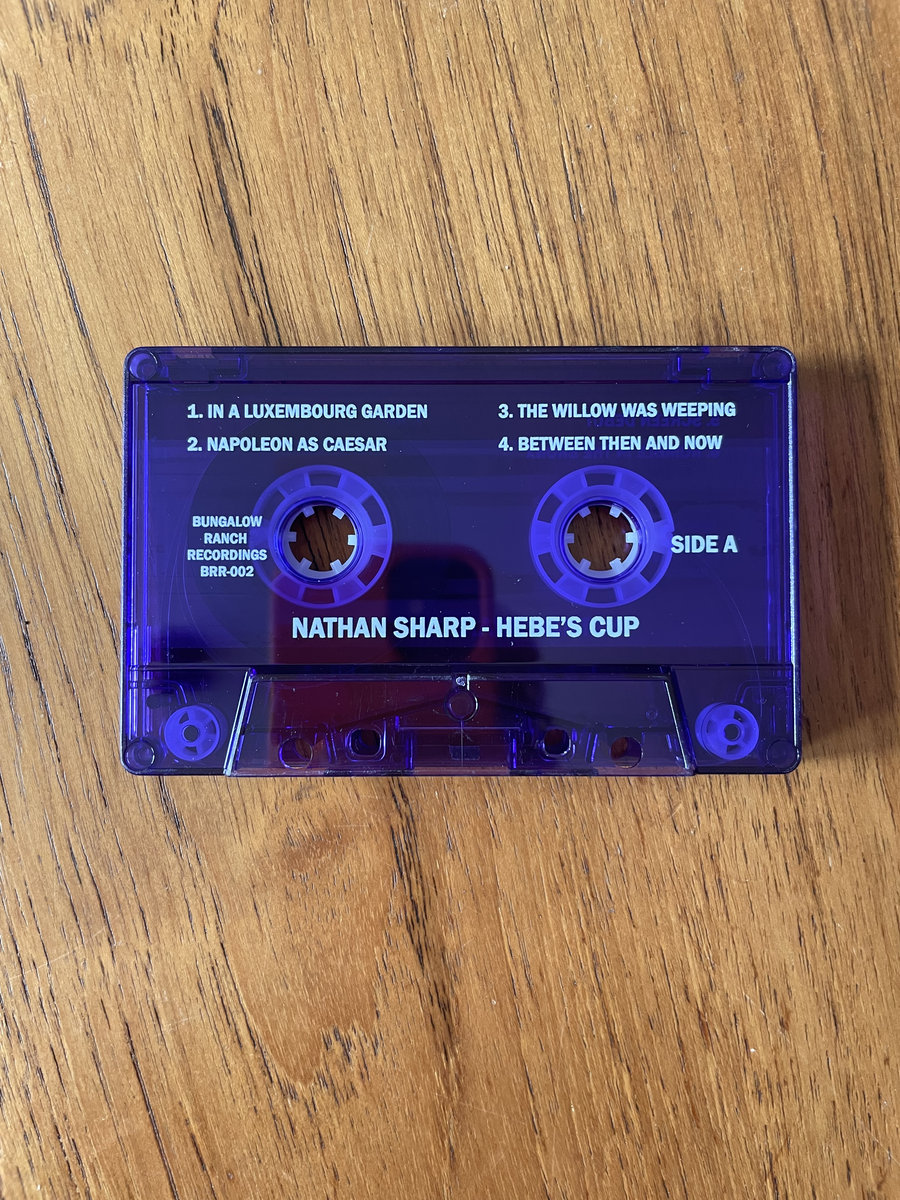 1. IN A LUXEMBOURG GARDEN
2. NAPOLEON AS CAESAR
3. THE WILLOW WAS WEEPING
4. BETWEEN THEN AND NOW
BUNGALOW
RANCH
RECORDINGS
BRR-002
SIDE A
NATHAN SHARP - HEBE'S CUP